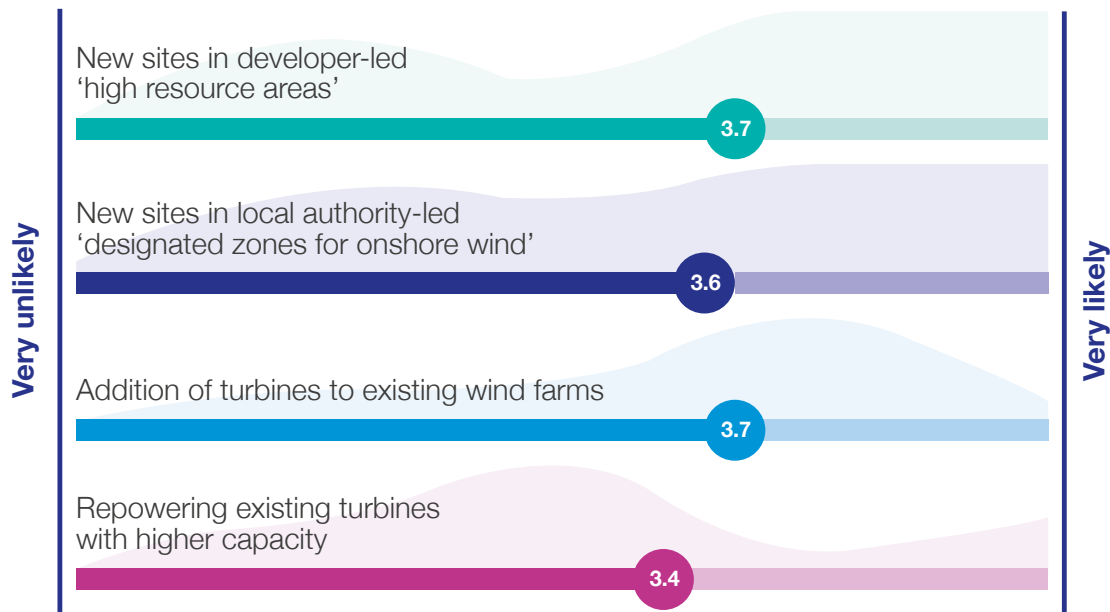 New sites in developer-led
‘high resource areas’
3.7
New sites in local authority-led
‘designated zones for onshore wind’
3.6
Very unlikely
Very likely
Addition of turbines to existing wind farms
3.7
Repowering existing turbines
with higher capacity
3.4